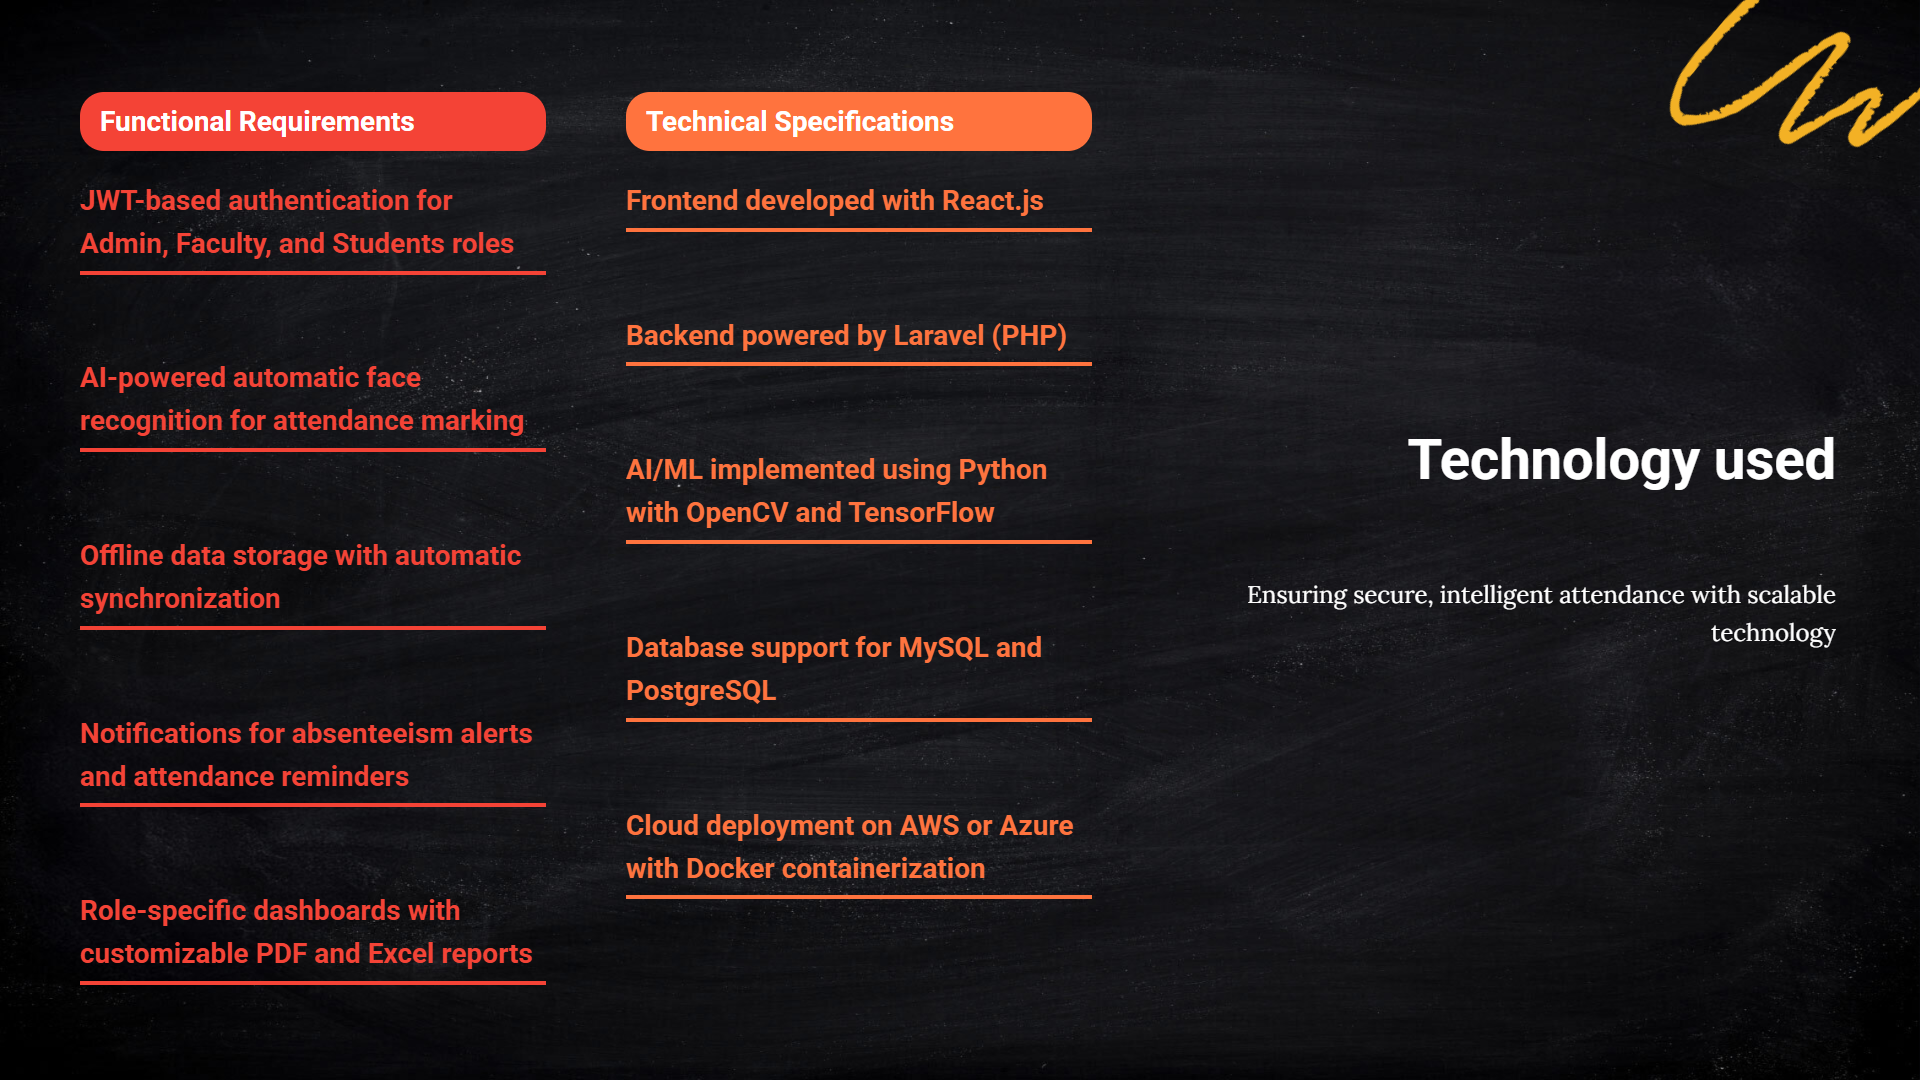 Functional Requirements
JWT-based authentication for
Admin, Faculty, and Students roles
AI-powered automatic face
recognition for attendance marking
Offline data storage with automatic
synchronization
Notifications for absenteeism alerts
and attendance reminders
Role-specific dashboards with
customizable PDF and Excel reports
Technical Specifications
Frontend developed with React.js
Backend powered by Laravel (PHP)
AI/ML implemented using Python
with OpenCV and TensorFlow
Database support for MySQL and
PostgreSQL
Cloud deployment on AWS or Azure
with Docker containerization
Technology used
Ensuring secure, intelligent attendance with scalable
technology